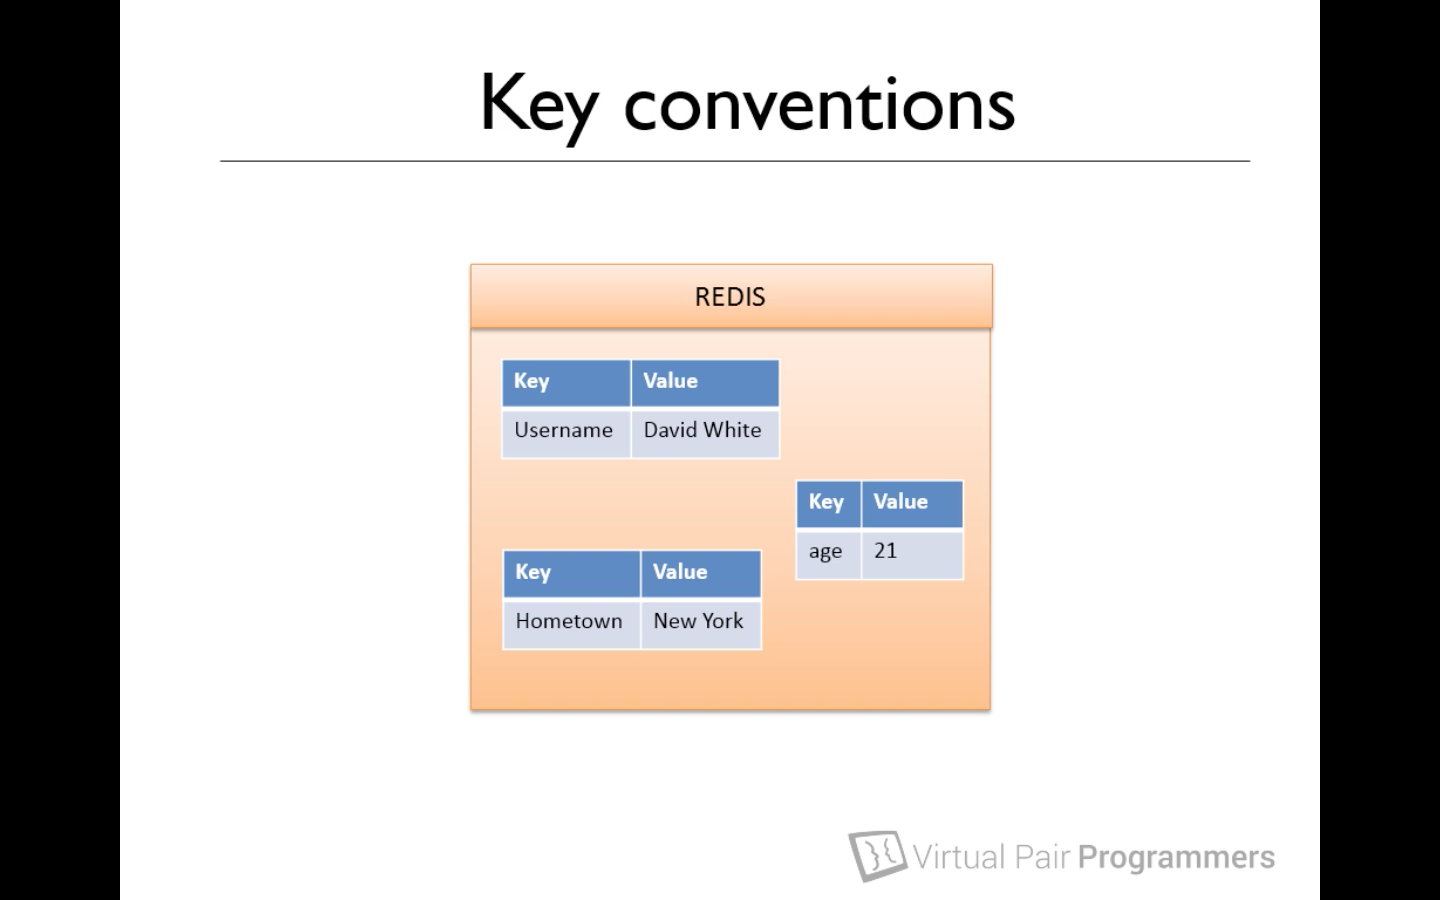 Key conventions
REDIS
Key Value
Username David White
Key Value
age 21
Key Value
Hometown New York
Virtual Pair Programmers